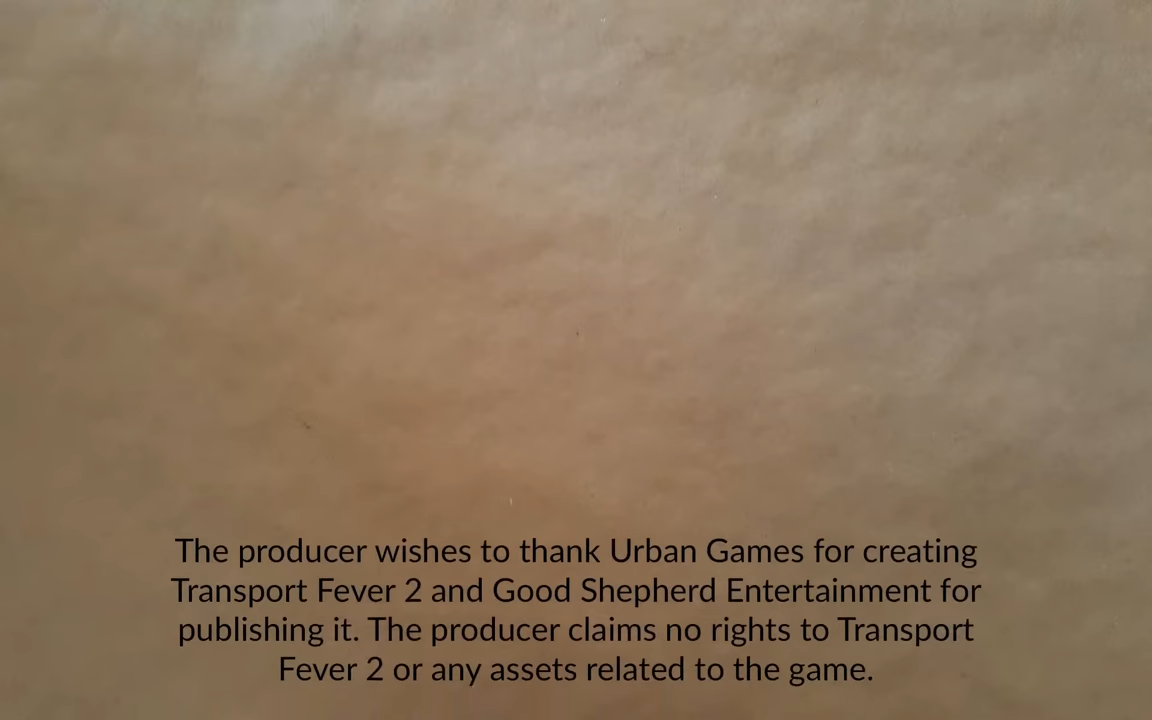 The producer wishes to thank Urban Games for creating
Transport Fever 2 and Good Shepherd Entertainment for
publishing it. The producer claims no rights to Transport
Fever 2 or any assets related to the game.